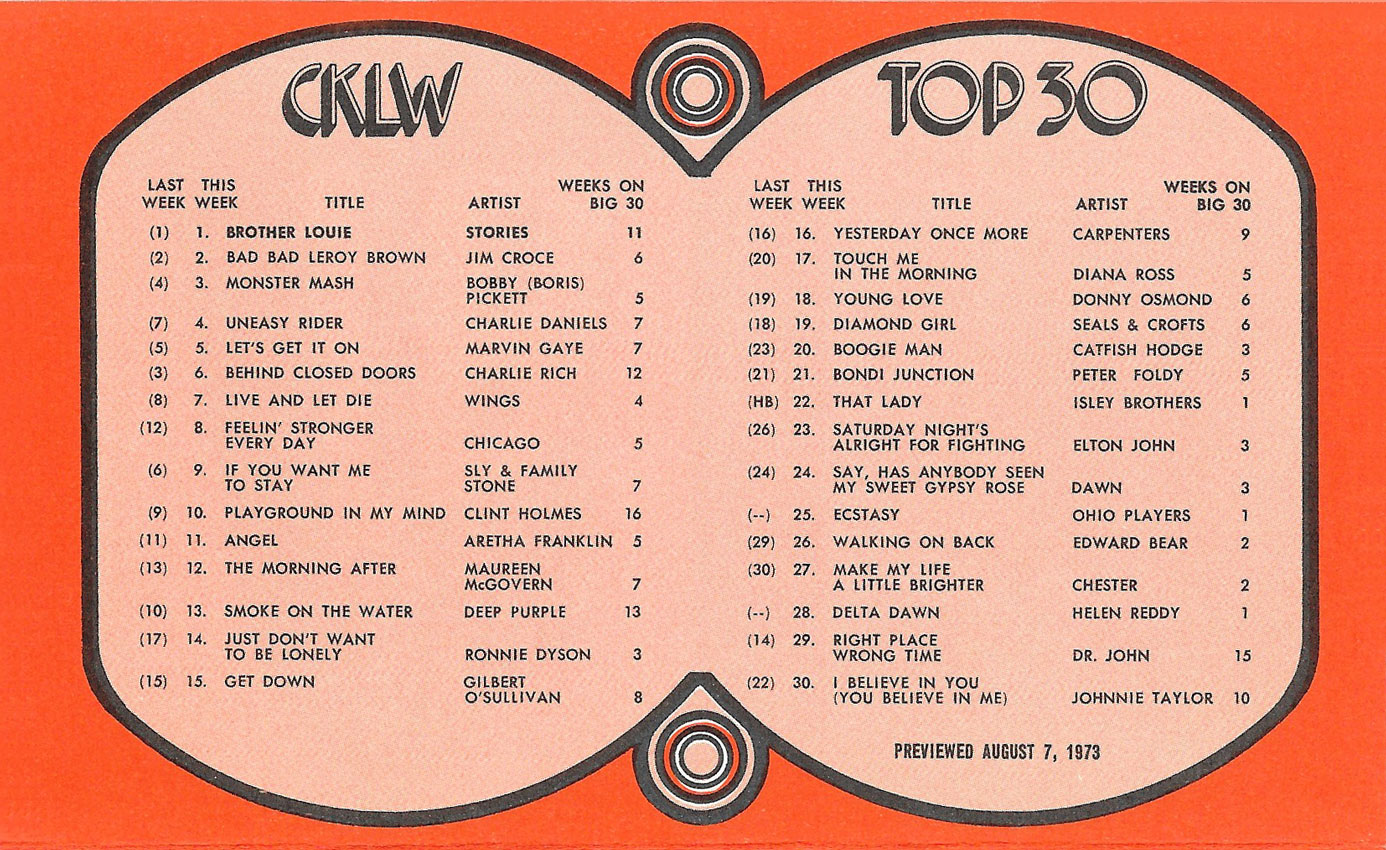 CKLW
LAST THIS WEEKS ON
WEEK WEEK TITLE ARTIST BIG 30
(1) 1. BROTHER LOUIE STORIES 11
(2) 2. BAD BAD LEROY BROWN JIM CROCE 6
(4) 3. MONSTER MASH BOBBY (BORIS)
PICKETT 5
(7) 4. UNEASY RIDER CHARLIE DANIELS 7
(5) 5. LET'S GET IT ON MARVIN GAYE 7
(3) 6. BEHIND CLOSED DOORS CHARLIE RICH 12
(8) 7. LIVE AND LET DIE WINGS 4
(12) 8. FEELIN' STRONGER
EVERY DAY CHICAGO 5
(6) 9. IF YOU WANT ME SLY & FAMILY
TO STAY STONE 7
(9) 10. PLAYGROUND IN MY MIND CLINT HOLMES 16
(11) 11. ANGEL ARETHA FRANKLIN 5
(13) 12. THE MORNING AFTER MAUREEN
McGOVERN 7
(10) 13. SMOKE ON THE WATER DEEP PURPLE 13
(17) 14. JUST DON'T WANT
TO BE LONELY RONNIE DYSON 3
(15) 15. GET DOWN GILBERT
O'SULLIVAN 8
TOP 30
LAST THIS WEEKS ON
WEEK WEEK TITLE ARTIST BIG 30
(16) 16. YESTERDAY ONCE MORE CARPENTERS 9
(20) 17. TOUCH ME
IN THE MORNING DIANA ROSS 5
(19) 18. YOUNG LOVE DONNY OSMOND 6
(18) 19. DIAMOND GIRL SEALS & CROFTS 6
(23) 20. BOOGIE MAN CATFISH HODGE 3
(21) 21. BONDI JUNCTION PETER FOLDY 5
(HB) 22. THAT LADY ISLEY BROTHERS 1
(26) 23. SATURDAY NIGHT'S
ALRIGHT FOR FIGHTING ELTON JOHN 3
(24) 24. SAY, HAS ANYBODY SEEN
MY SWEET GYPSY ROSE DAWN 3
(--) 25. ECSTASY OHIO PLAYERS 1
(29) 26. WALKING ON BACK EDWARD BEAR 2
(30) 27. MAKE MY LIFE
A LITTLE BRIGHTER CHESTER 2
(--) 28. DELTA DAWN HELEN REDDY 1
(14) 29. RIGHT PLACE
WRONG TIME DR. JOHN 15
(22) 30. I BELIEVE IN YOU
(YOU BELIEVE IN ME) JOHNNIE TAYLOR 10
PREVIEWED AUGUST 7, 1973